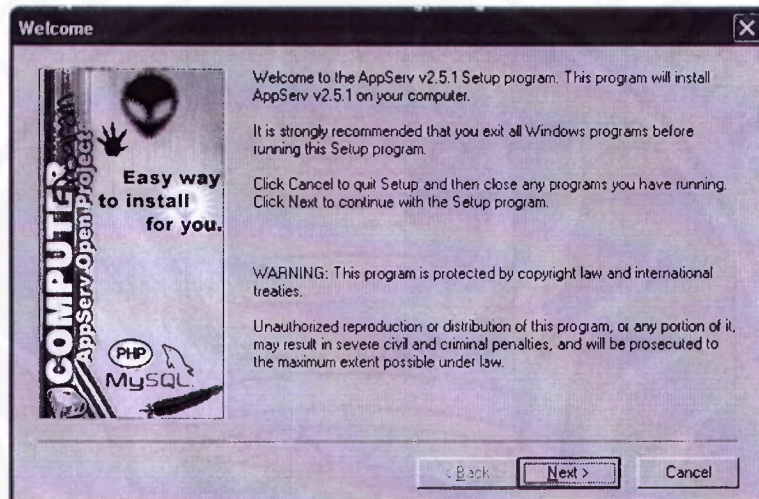 Welcome
Welcome to the AppServ v2.5.1 Setup program. This program will install
AppServ v2.5.1 on your computer.
It is strongly recommended that you exit all Windows programs before
running this Setup program.
Click Cancel to quit Setup and then close any programs you have running.
Click Next to continue with the Setup program.
WARNING: This program is protected by copyright law and international
treaties.
Unauthorized reproduction or distribution of this program, or any portion of it,
may result in severe civil and criminal penalties, and will be prosecuted to
the maximum extent possible under law.
Easy way
to install
for you.
COMPUTER
AppServ Open Project
PHP
MySQL
< Back
Next >
Cancel